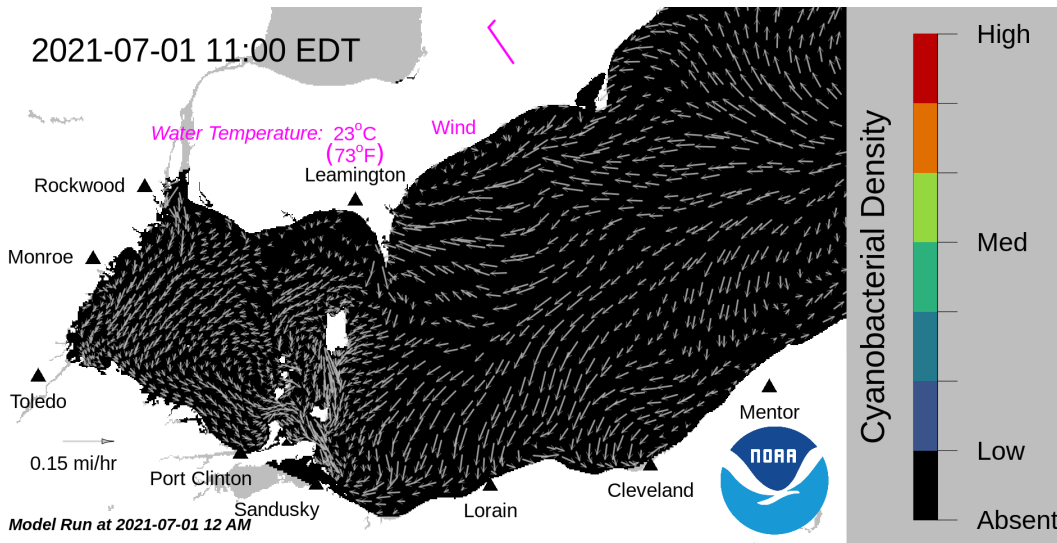 2021-07-01 11:00 EDT
Water Temperature: 23°C
(73°F)
Wind
Leamington
Rockwood
Monroe
Toledo
0.15 mi/hr
Port Clinton
Sandusky
Lorain
Cleveland
Mentor
NOAA
Model Run at 2021-07-01 12 AM
Cyanobacterial Density
High
Med
Low
Absent